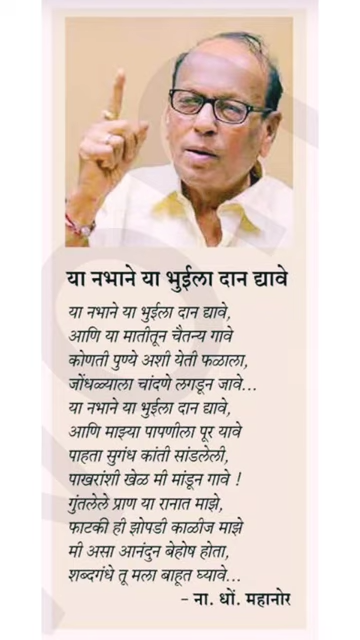 या नभाने या भुईला दान द्यावे
या नभाने या भुईला दान द्यावे,
आणि या मातीतून चैतन्य गावे
कोणती पुण्ये अशी येती फळाला,
जोंधळ्याला चांदणे लगडून जावे...
या नभाने या भुईला दान द्यावे,
आणि माझ्या पापणीला पूर यावे
पाहता सुगंध कांती सांडलेली,
पाखरांशी खेळ मी मांडून गावे !
गुंतलेले प्राण या रानात माझे,
फाटकी ही झोपडी काळीज माझे
मी असा आनंदुन बेहोष होता,
शब्दगंधे तू मला बाहूत घ्यावे...
- ना. धों. महानोर